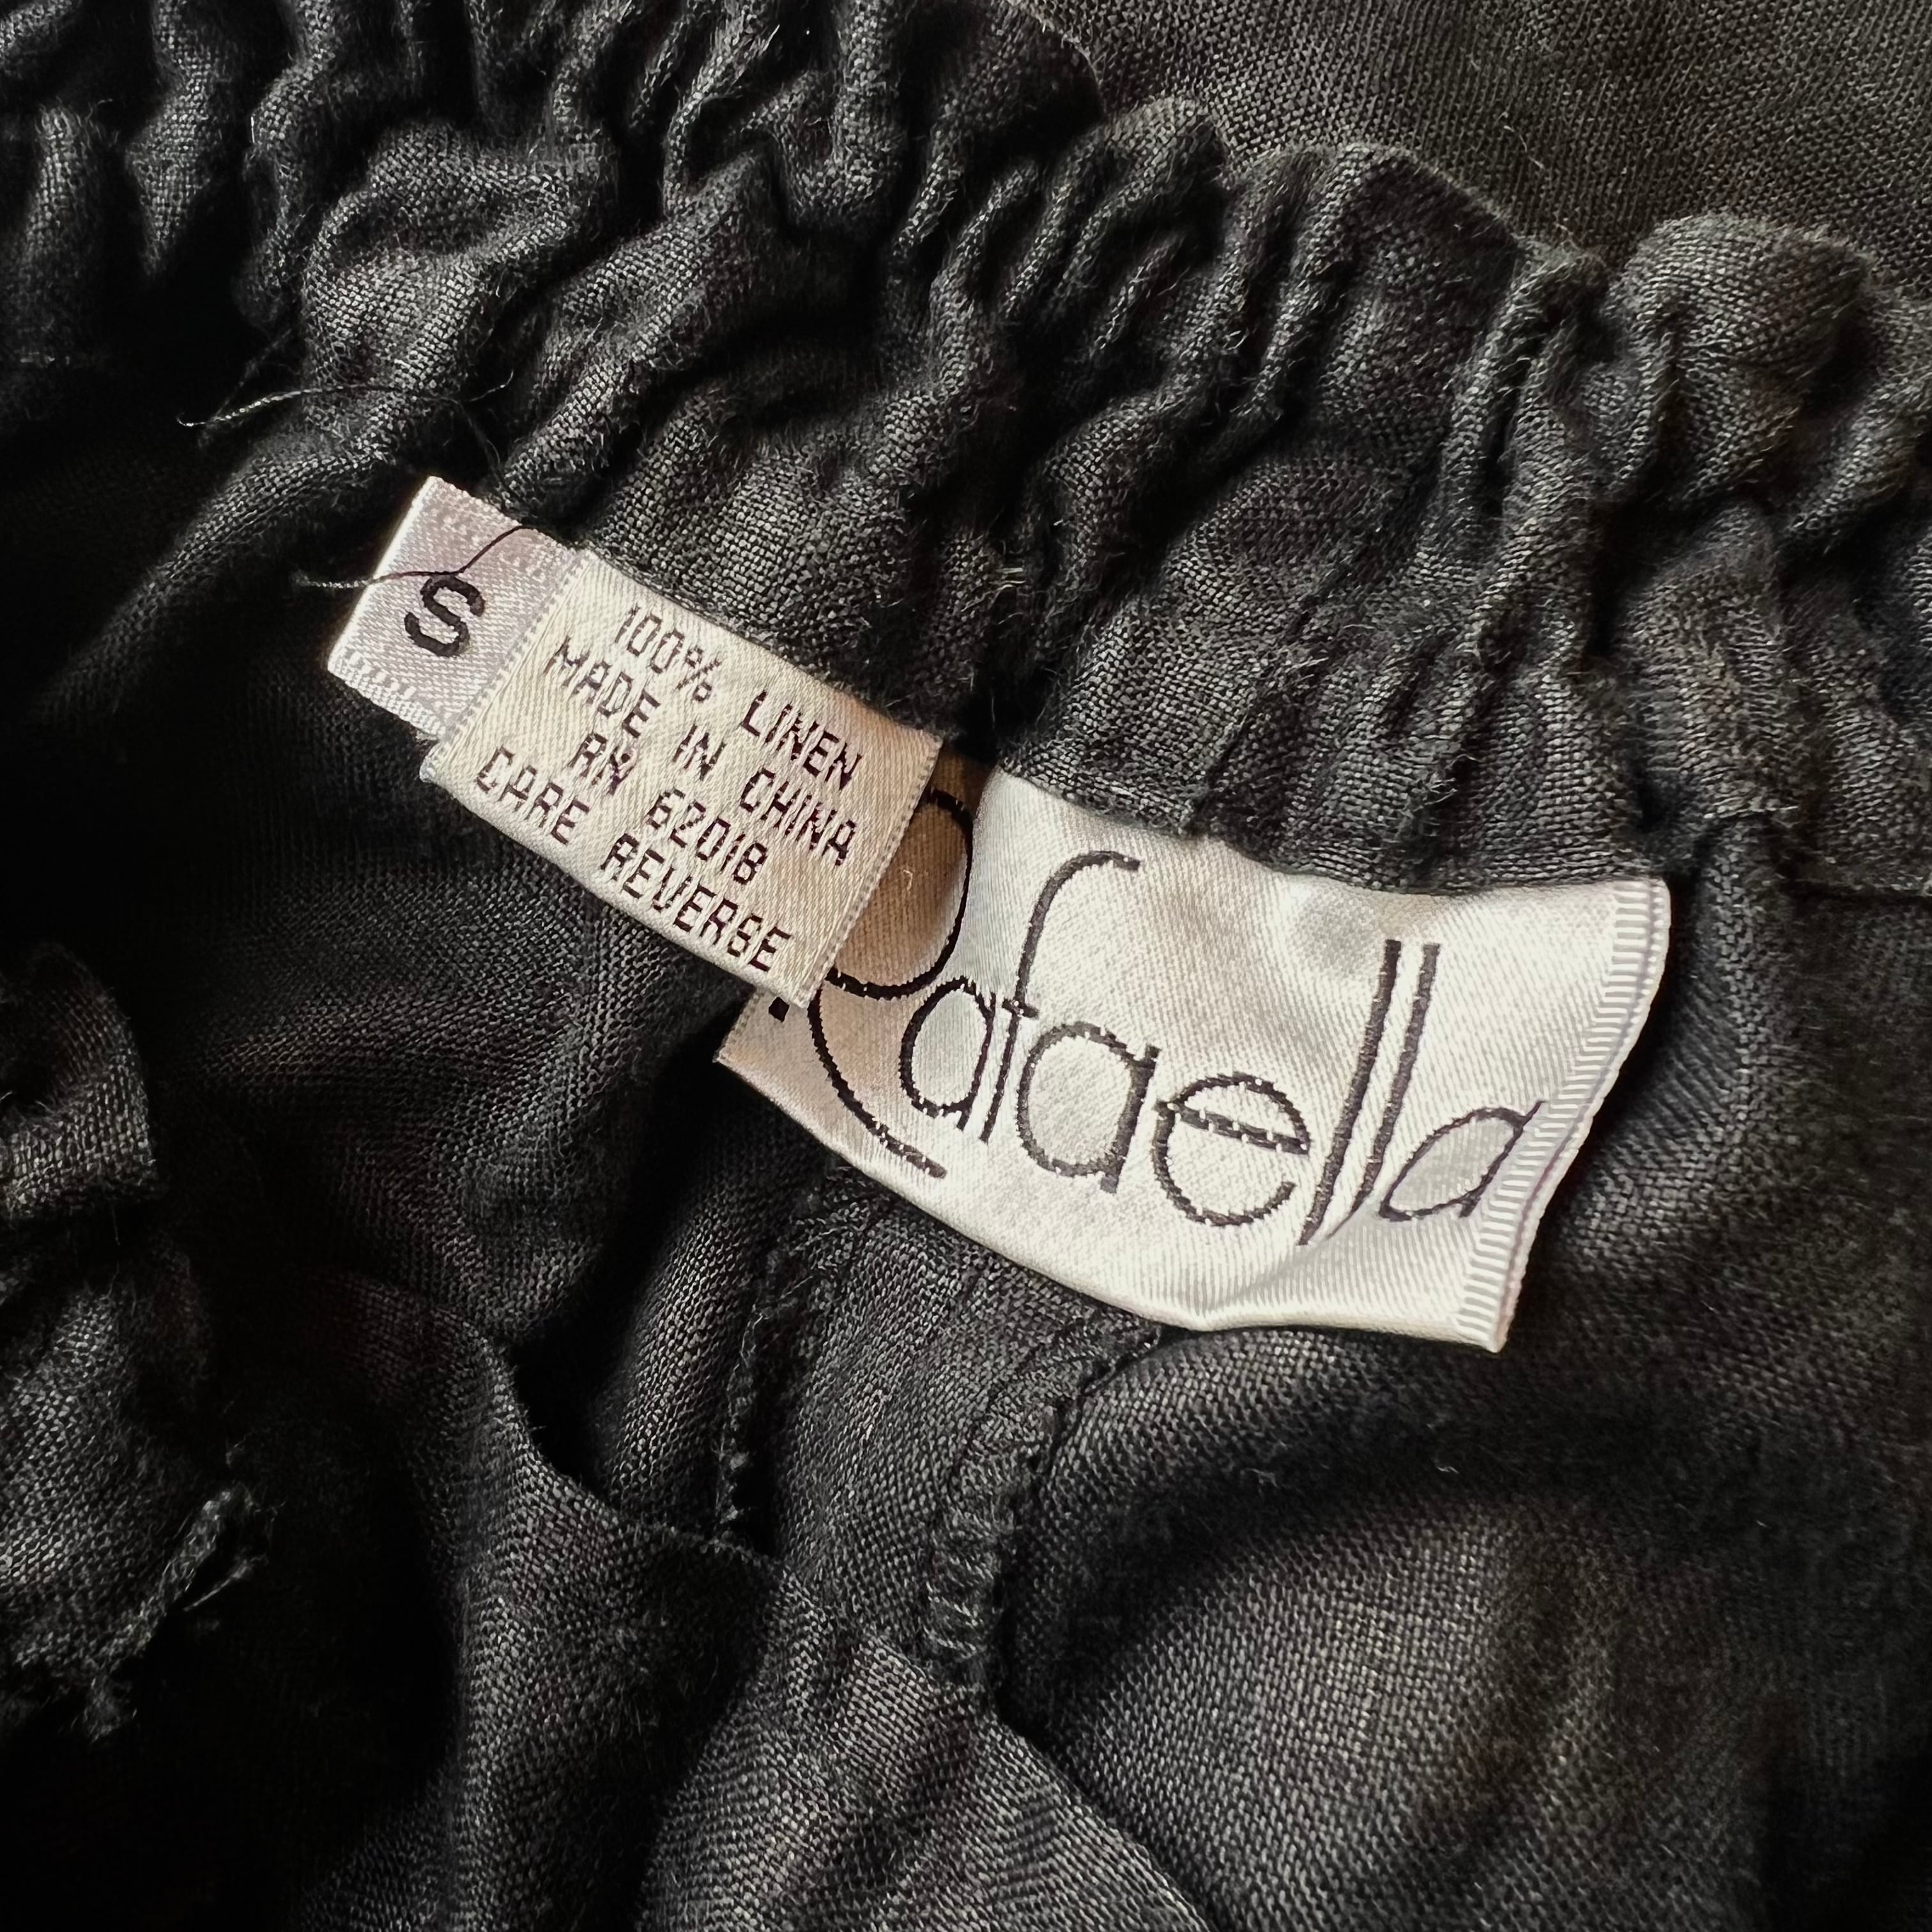 S
100% LINEN
MADE IN CHINA
RN 62018
CARE REVERSE
Rafaella